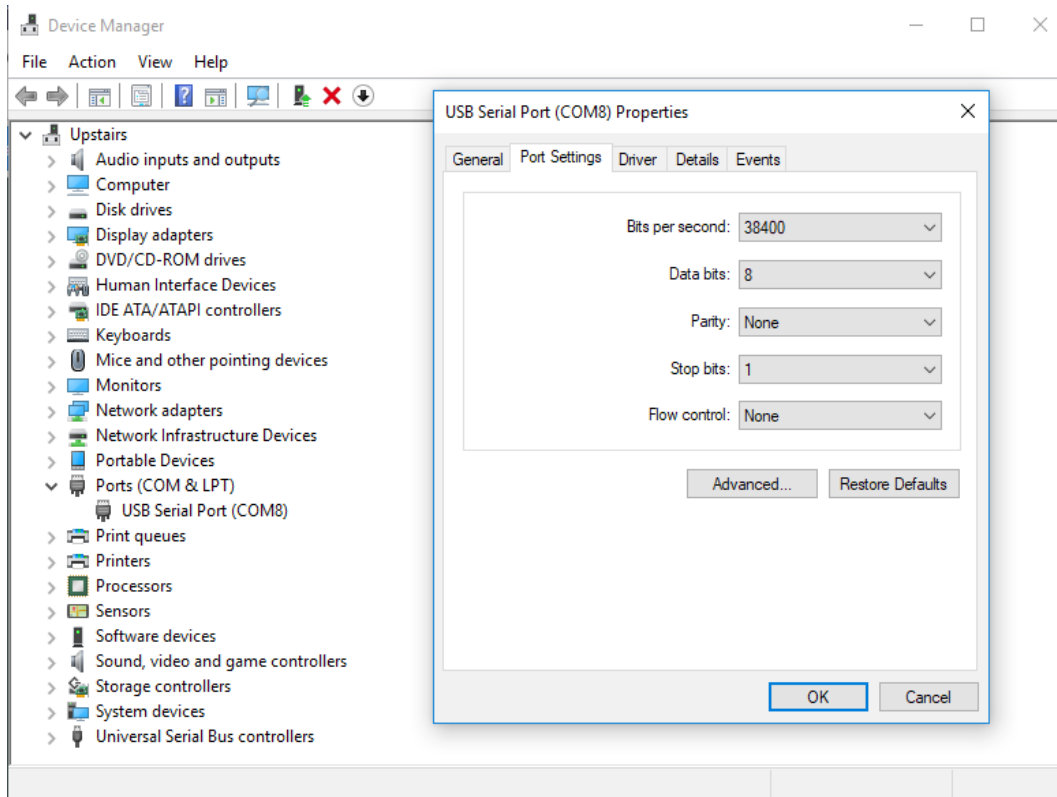 Device Manager
File Action View Help
Upstairs
Audio inputs and outputs
Computer
Disk drives
Display adapters
DVD/CD-ROM drives
Human Interface Devices
IDE ATA/ATAPI controllers
Keyboards
Mice and other pointing devices
Monitors
Network adapters
Network Infrastructure Devices
Portable Devices
Ports (COM & LPT)
USB Serial Port (COM8)
Print queues
Printers
Processors
Sensors
Software devices
Sound, video and game controllers
Storage controllers
System devices
Universal Serial Bus controllers
USB Serial Port (COM8) Properties
General Port Settings Driver Details Events
Bits per second: 38400
Data bits: 8
Parity: None
Stop bits: 1
Flow control: None
Advanced... Restore Defaults
OK Cancel